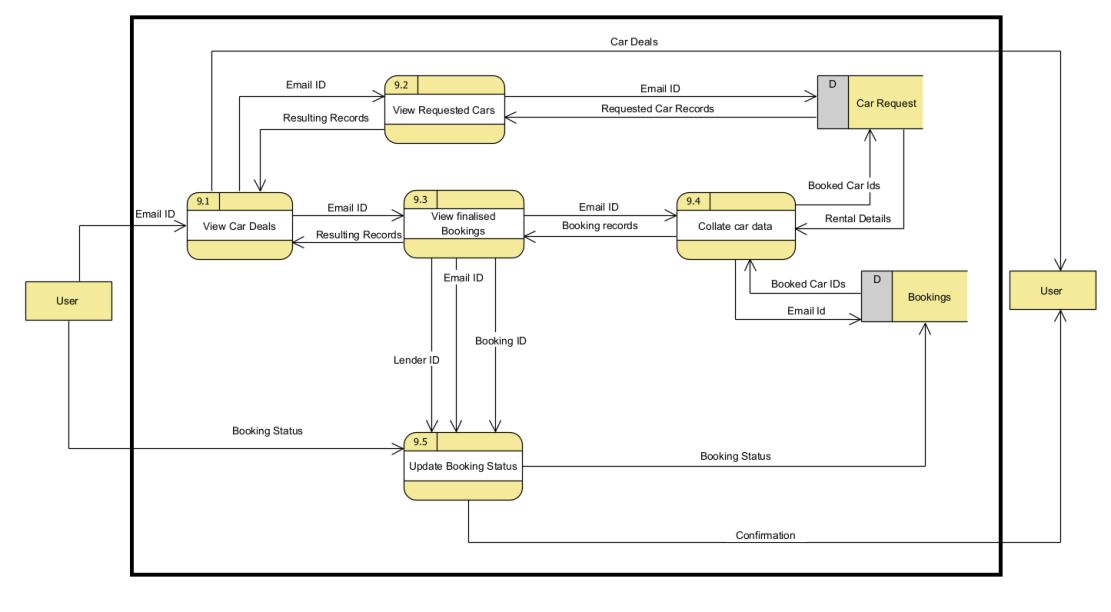 Car Deals
9.2
Email ID
View Requested Cars
Email ID
D
Car Request
Requested Car Records
Resulting Records
Booked Car Ids
9.1
View Car Deals
Email ID
Email ID
9.3
View finalised
Bookings
Email ID
9.4
Collate car data
Rental Details
Resulting Records
Booking records
Email ID
D
Bookings
Booked Car IDs
Email Id
User
User
Booking ID
Lender ID
Booking Status
9.5
Update Booking Status
Booking Status
Confirmation